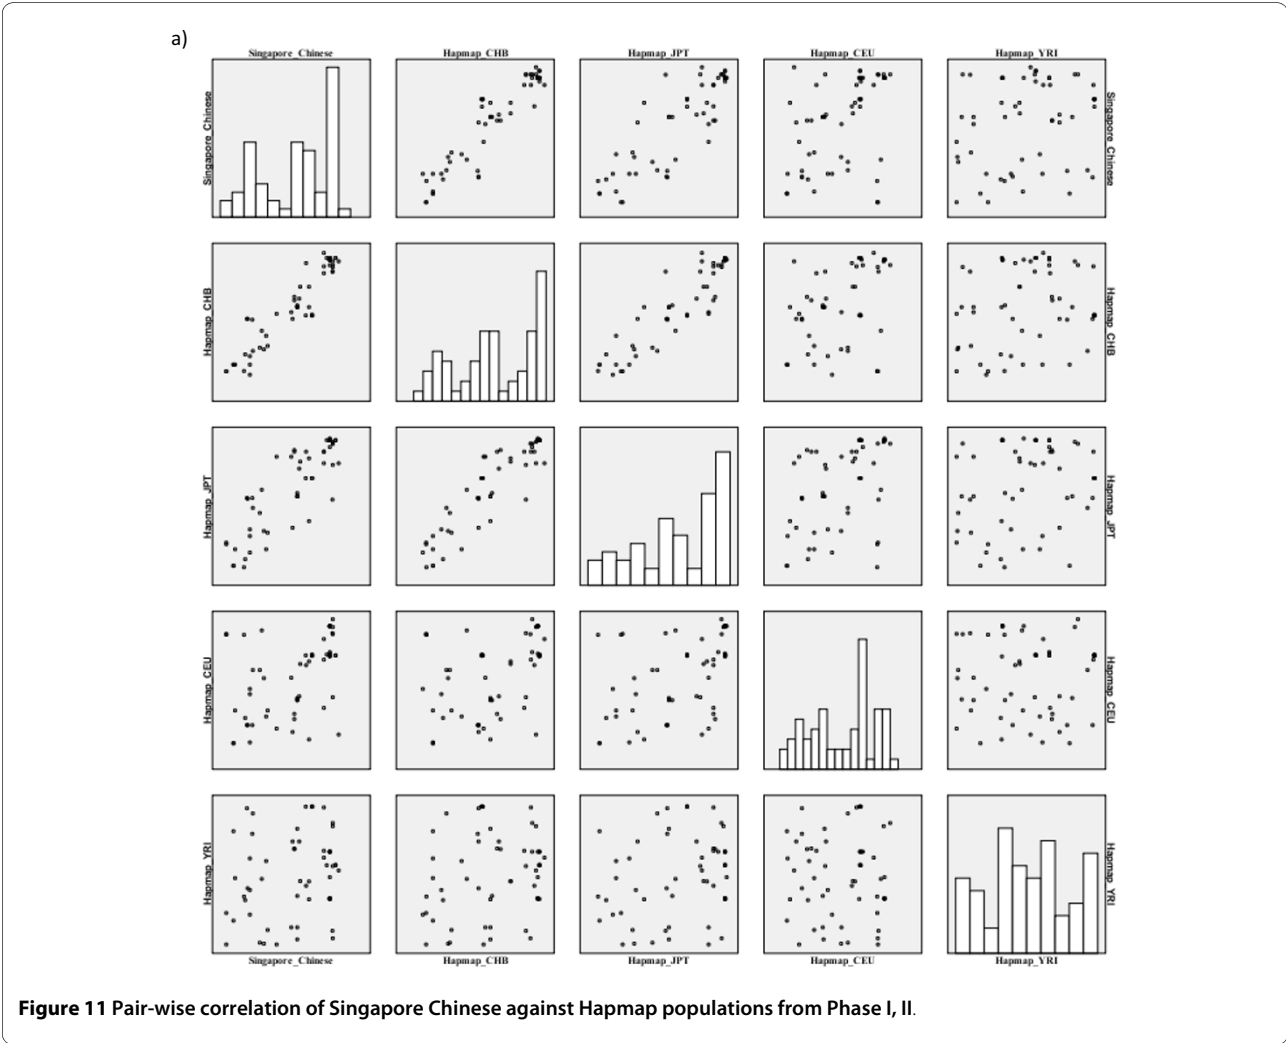 a)
Singapore_Chinese Hapmap_CHB Hapmap_JPT Hapmap_CEU Hapmap_YRI
Singapore_Chinese Singapore_Chinese
Hapmap_CHB Hapmap_CHB
Hapmap_JPT Hapmap_JPT
Hapmap_CEU Hapmap_CEU
Hapmap_YRI Hapmap_YRI
Singapore_Chinese Hapmap_CHB Hapmap_JPT Hapmap_CEU Hapmap_YRI
Figure 11 Pair-wise correlation of Singapore Chinese against Hapmap populations from Phase I, II.